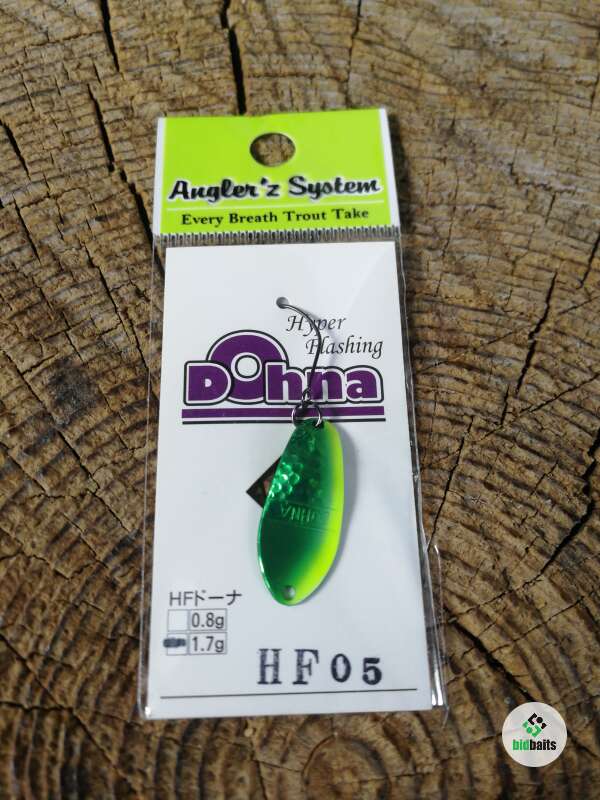 Angler'z System
Every Breath Trout Take
Hyper
Flashing
Dohna
HFドーナ
0.8g
1.7g
HF05
bidbaits